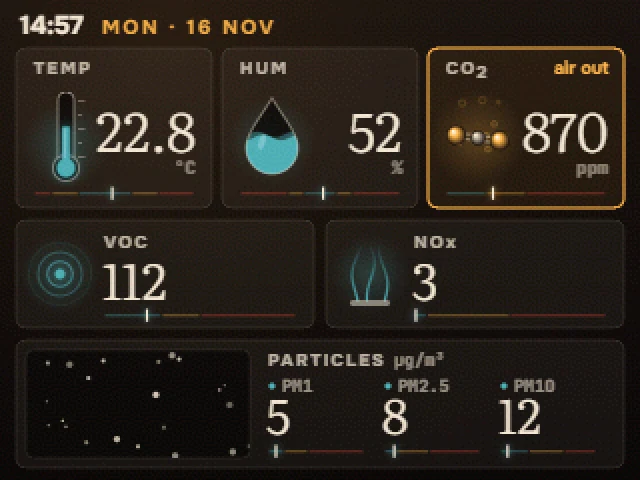 14:57 MON · 16 NOV
TEMP
22.8
°C
HUM
52
%
CO₂ air out
870
ppm
VOC
112
NOx
3
PARTICLES µg/m³
PM1 PM2.5 PM10
5 8 12